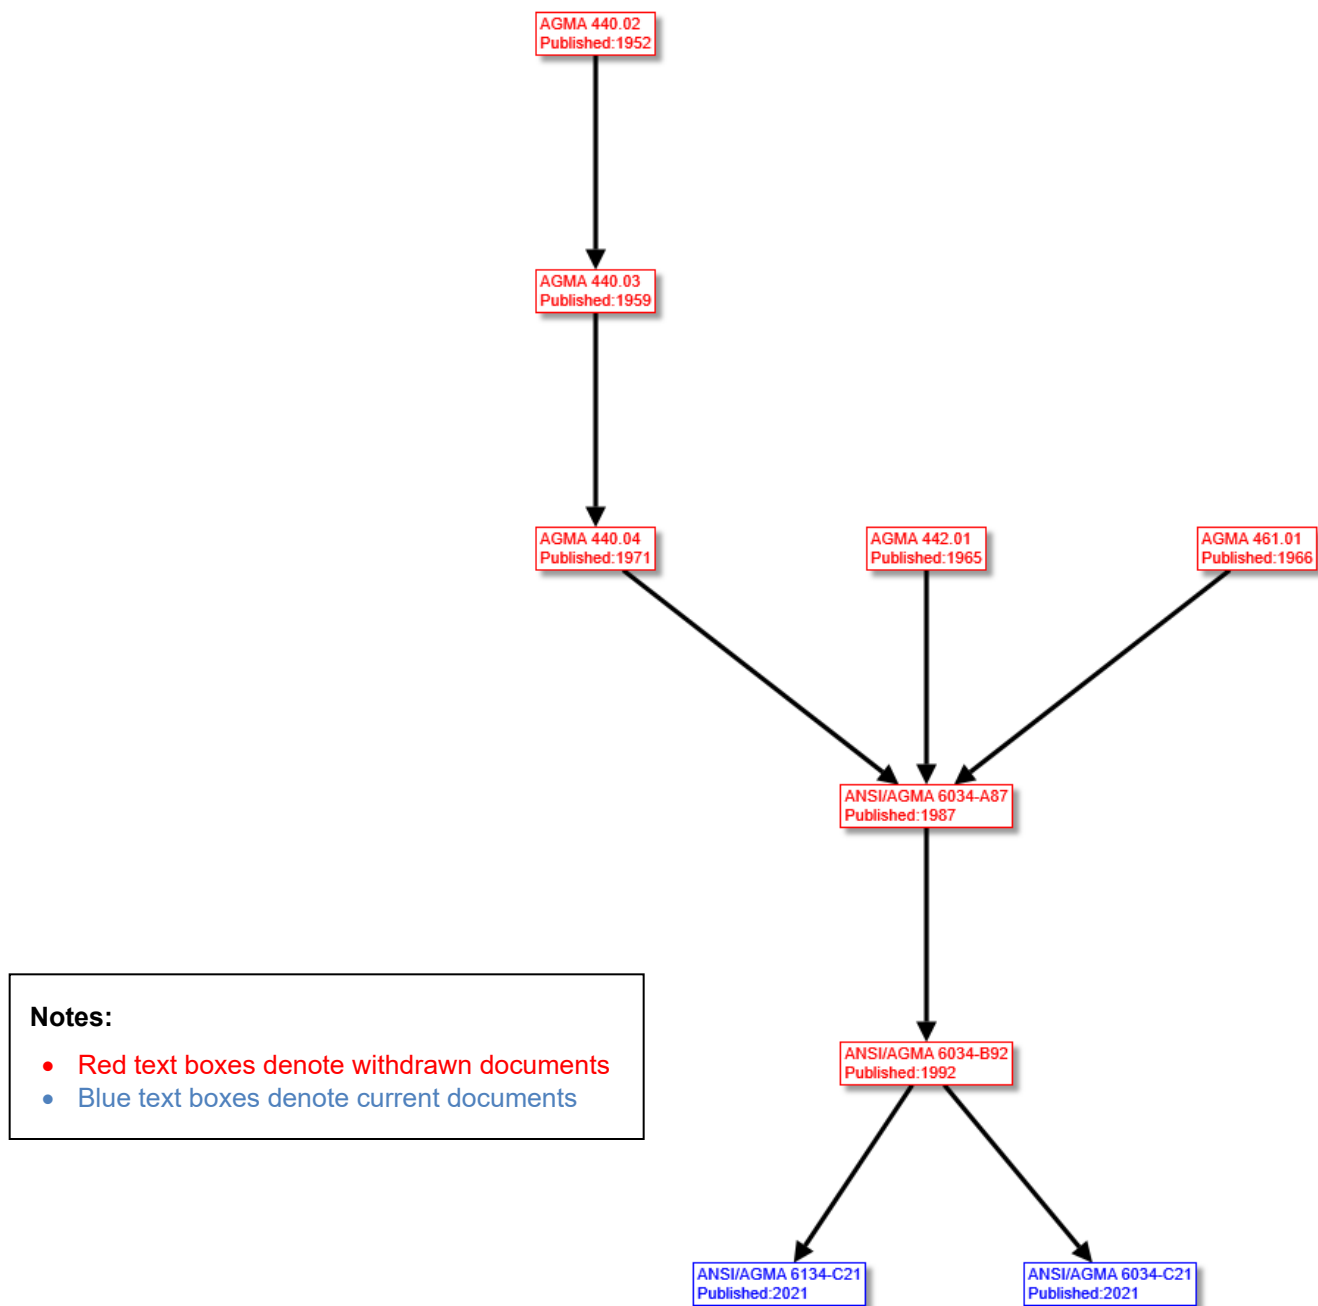 AGMA 440.02
Published:1952
AGMA 440.03
Published:1959
AGMA 440.04
Published:1971
AGMA 442.01
Published:1965
AGMA 461.01
Published:1966
ANSI/AGMA 6034-A87
Published:1987
Notes:
• Red text boxes denote withdrawn documents
• Blue text boxes denote current documents
ANSI/AGMA 6034-B92
Published:1992
ANSI/AGMA 6134-C21
Published:2021
ANSI/AGMA 6034-C21
Published:2021